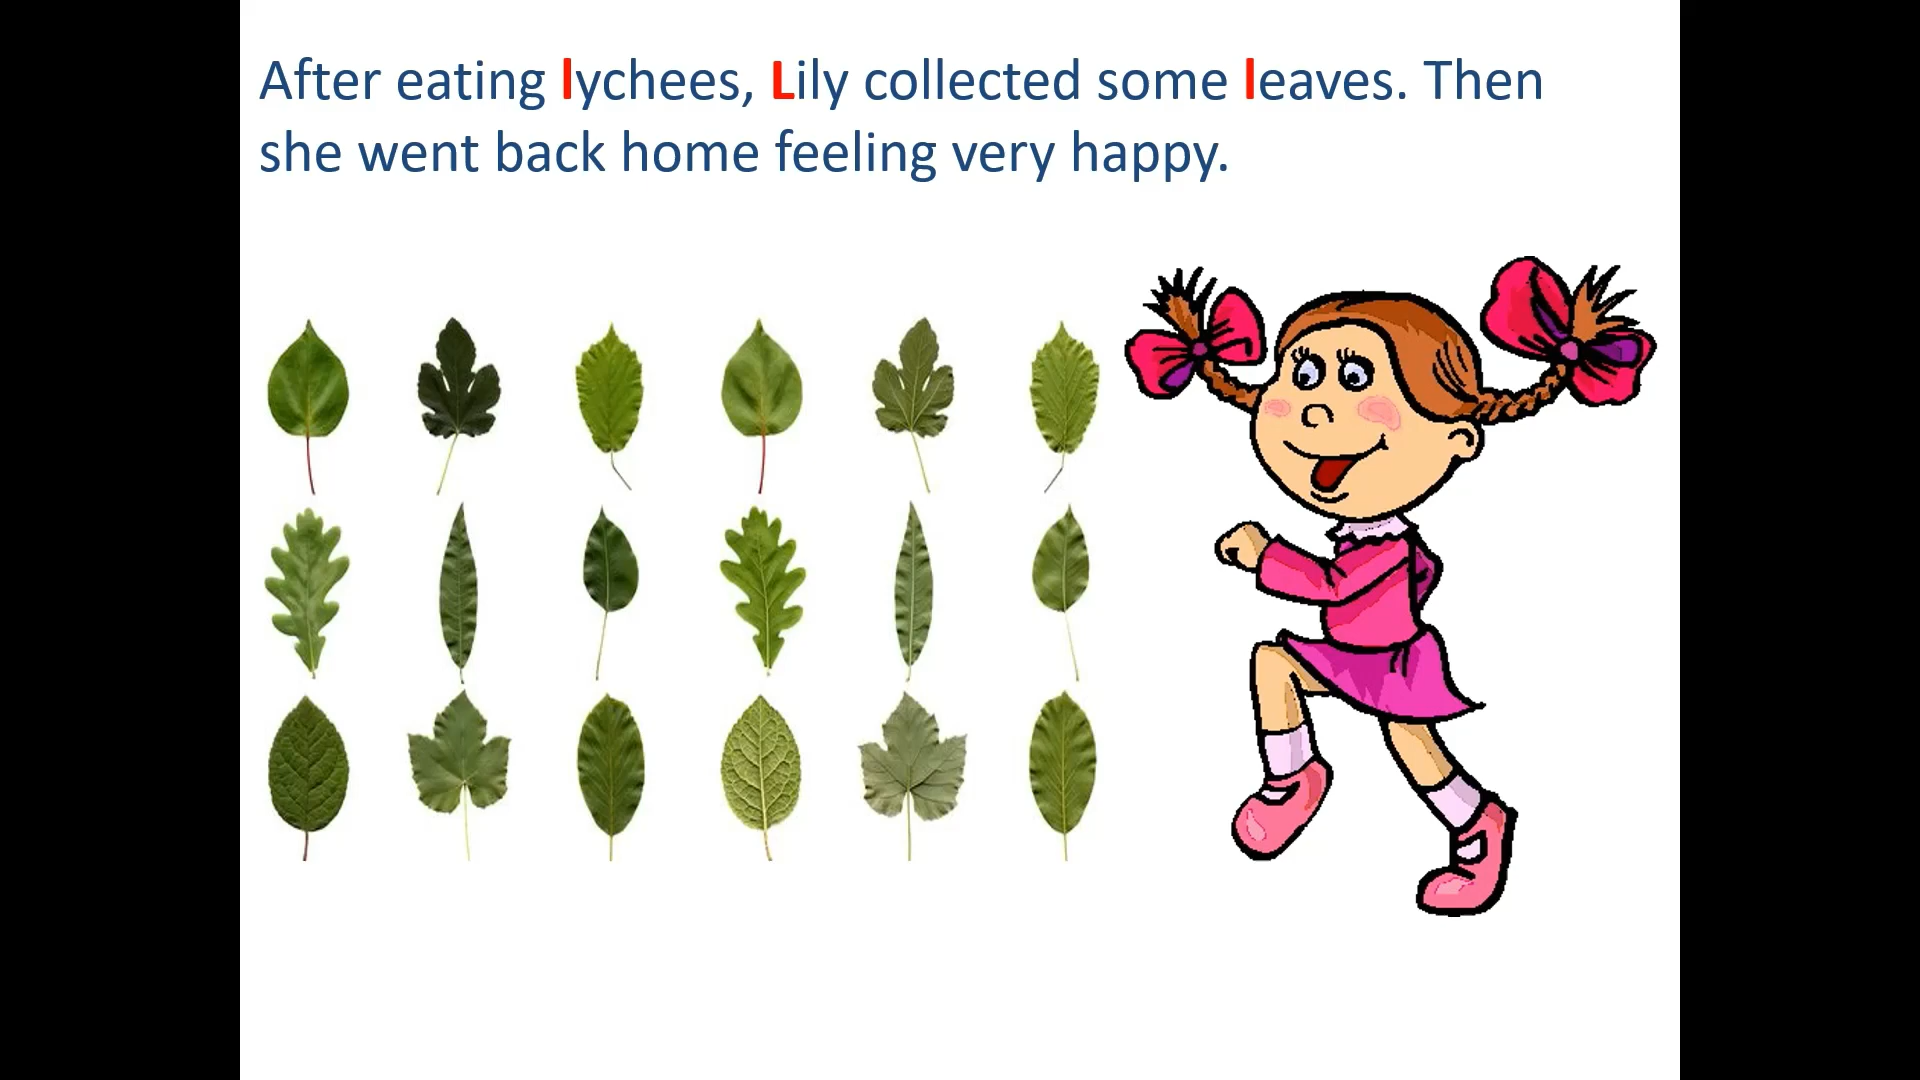 After eating lychees, Lily collected some leaves. Then
she went back home feeling very happy.